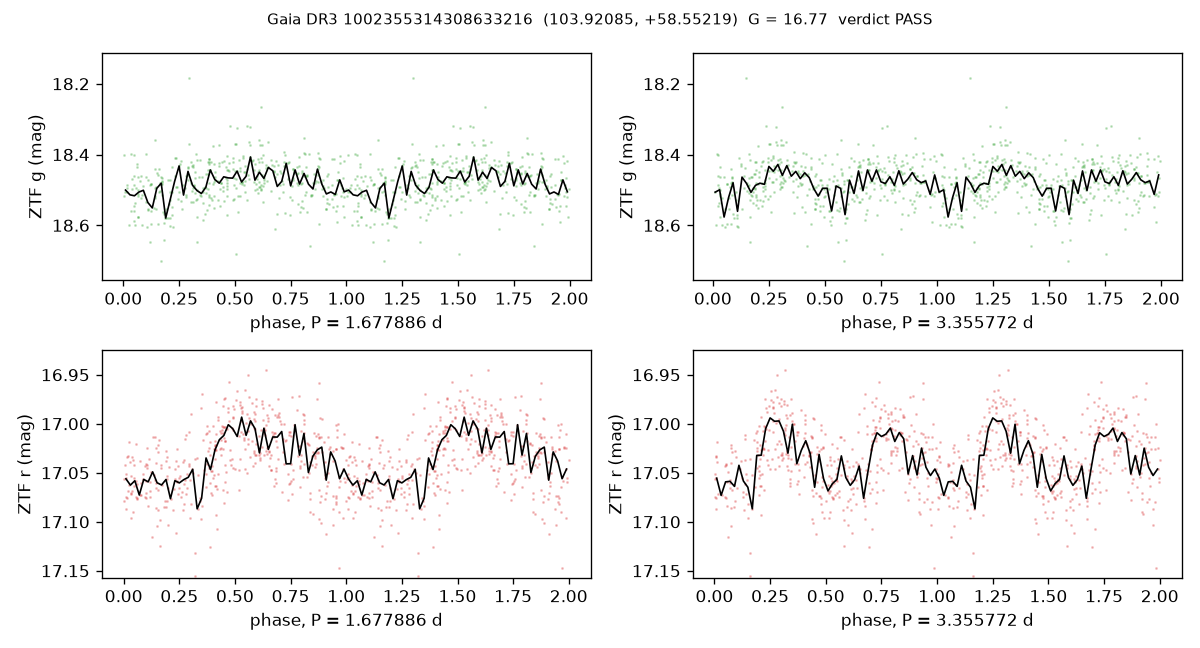 Gaia DR3 1002355314308633216 (103.92085, +58.55219) G = 16.77 verdict PASS
ZTF g (mag)
18.2
18.4
18.6
0.00 0.25 0.50 0.75 1.00 1.25 1.50 1.75 2.00
phase, P = 1.677886 d
ZTF g (mag)
18.2
18.4
18.6
0.00 0.25 0.50 0.75 1.00 1.25 1.50 1.75 2.00
phase, P = 3.355772 d
ZTF r (mag)
16.95
17.00
17.05
17.10
17.15
0.00 0.25 0.50 0.75 1.00 1.25 1.50 1.75 2.00
phase, P = 1.677886 d
ZTF r (mag)
16.95
17.00
17.05
17.10
17.15
0.00 0.25 0.50 0.75 1.00 1.25 1.50 1.75 2.00
phase, P = 3.355772 d